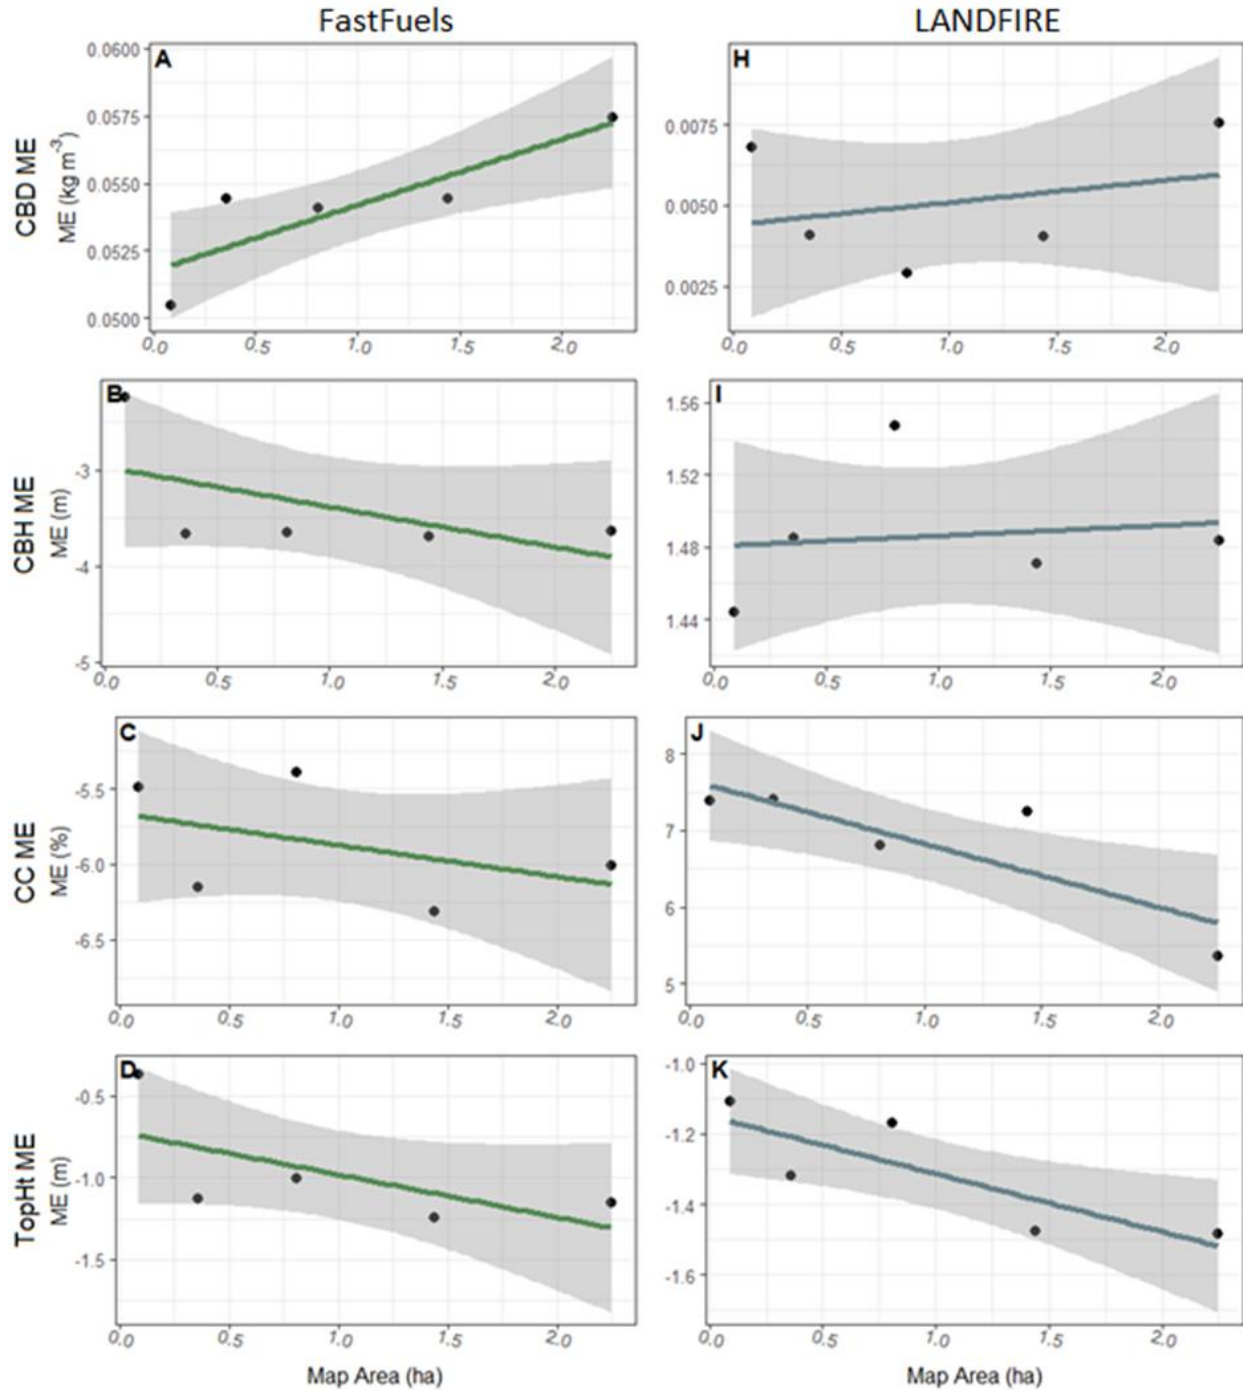 FastFuels LANDFIRE
CBD ME
ME (kg m⁻³)
A
0.0600
0.0575
0.0550
0.0525
0.0500
0.0 0.5 1.0 1.5 2.0
H
0.0075
0.0050
0.0025
0.0 0.5 1.0 1.5 2.0
CBH ME
ME (m)
B
-3
-4
-5
0.0 0.5 1.0 1.5 2.0
I
1.56
1.52
1.48
1.44
0.0 0.5 1.0 1.5 2.0
CC ME
ME (%)
C
-5.5
-6.0
-6.5
0.0 0.5 1.0 1.5 2.0
J
8
7
6
5
0.0 0.5 1.0 1.5 2.0
TopHt ME
ME (m)
D
-0.5
-1.0
-1.5
0.0 0.5 1.0 1.5 2.0
K
-1.0
-1.2
-1.4
-1.6
0.0 0.5 1.0 1.5 2.0
Map Area (ha) Map Area (ha)